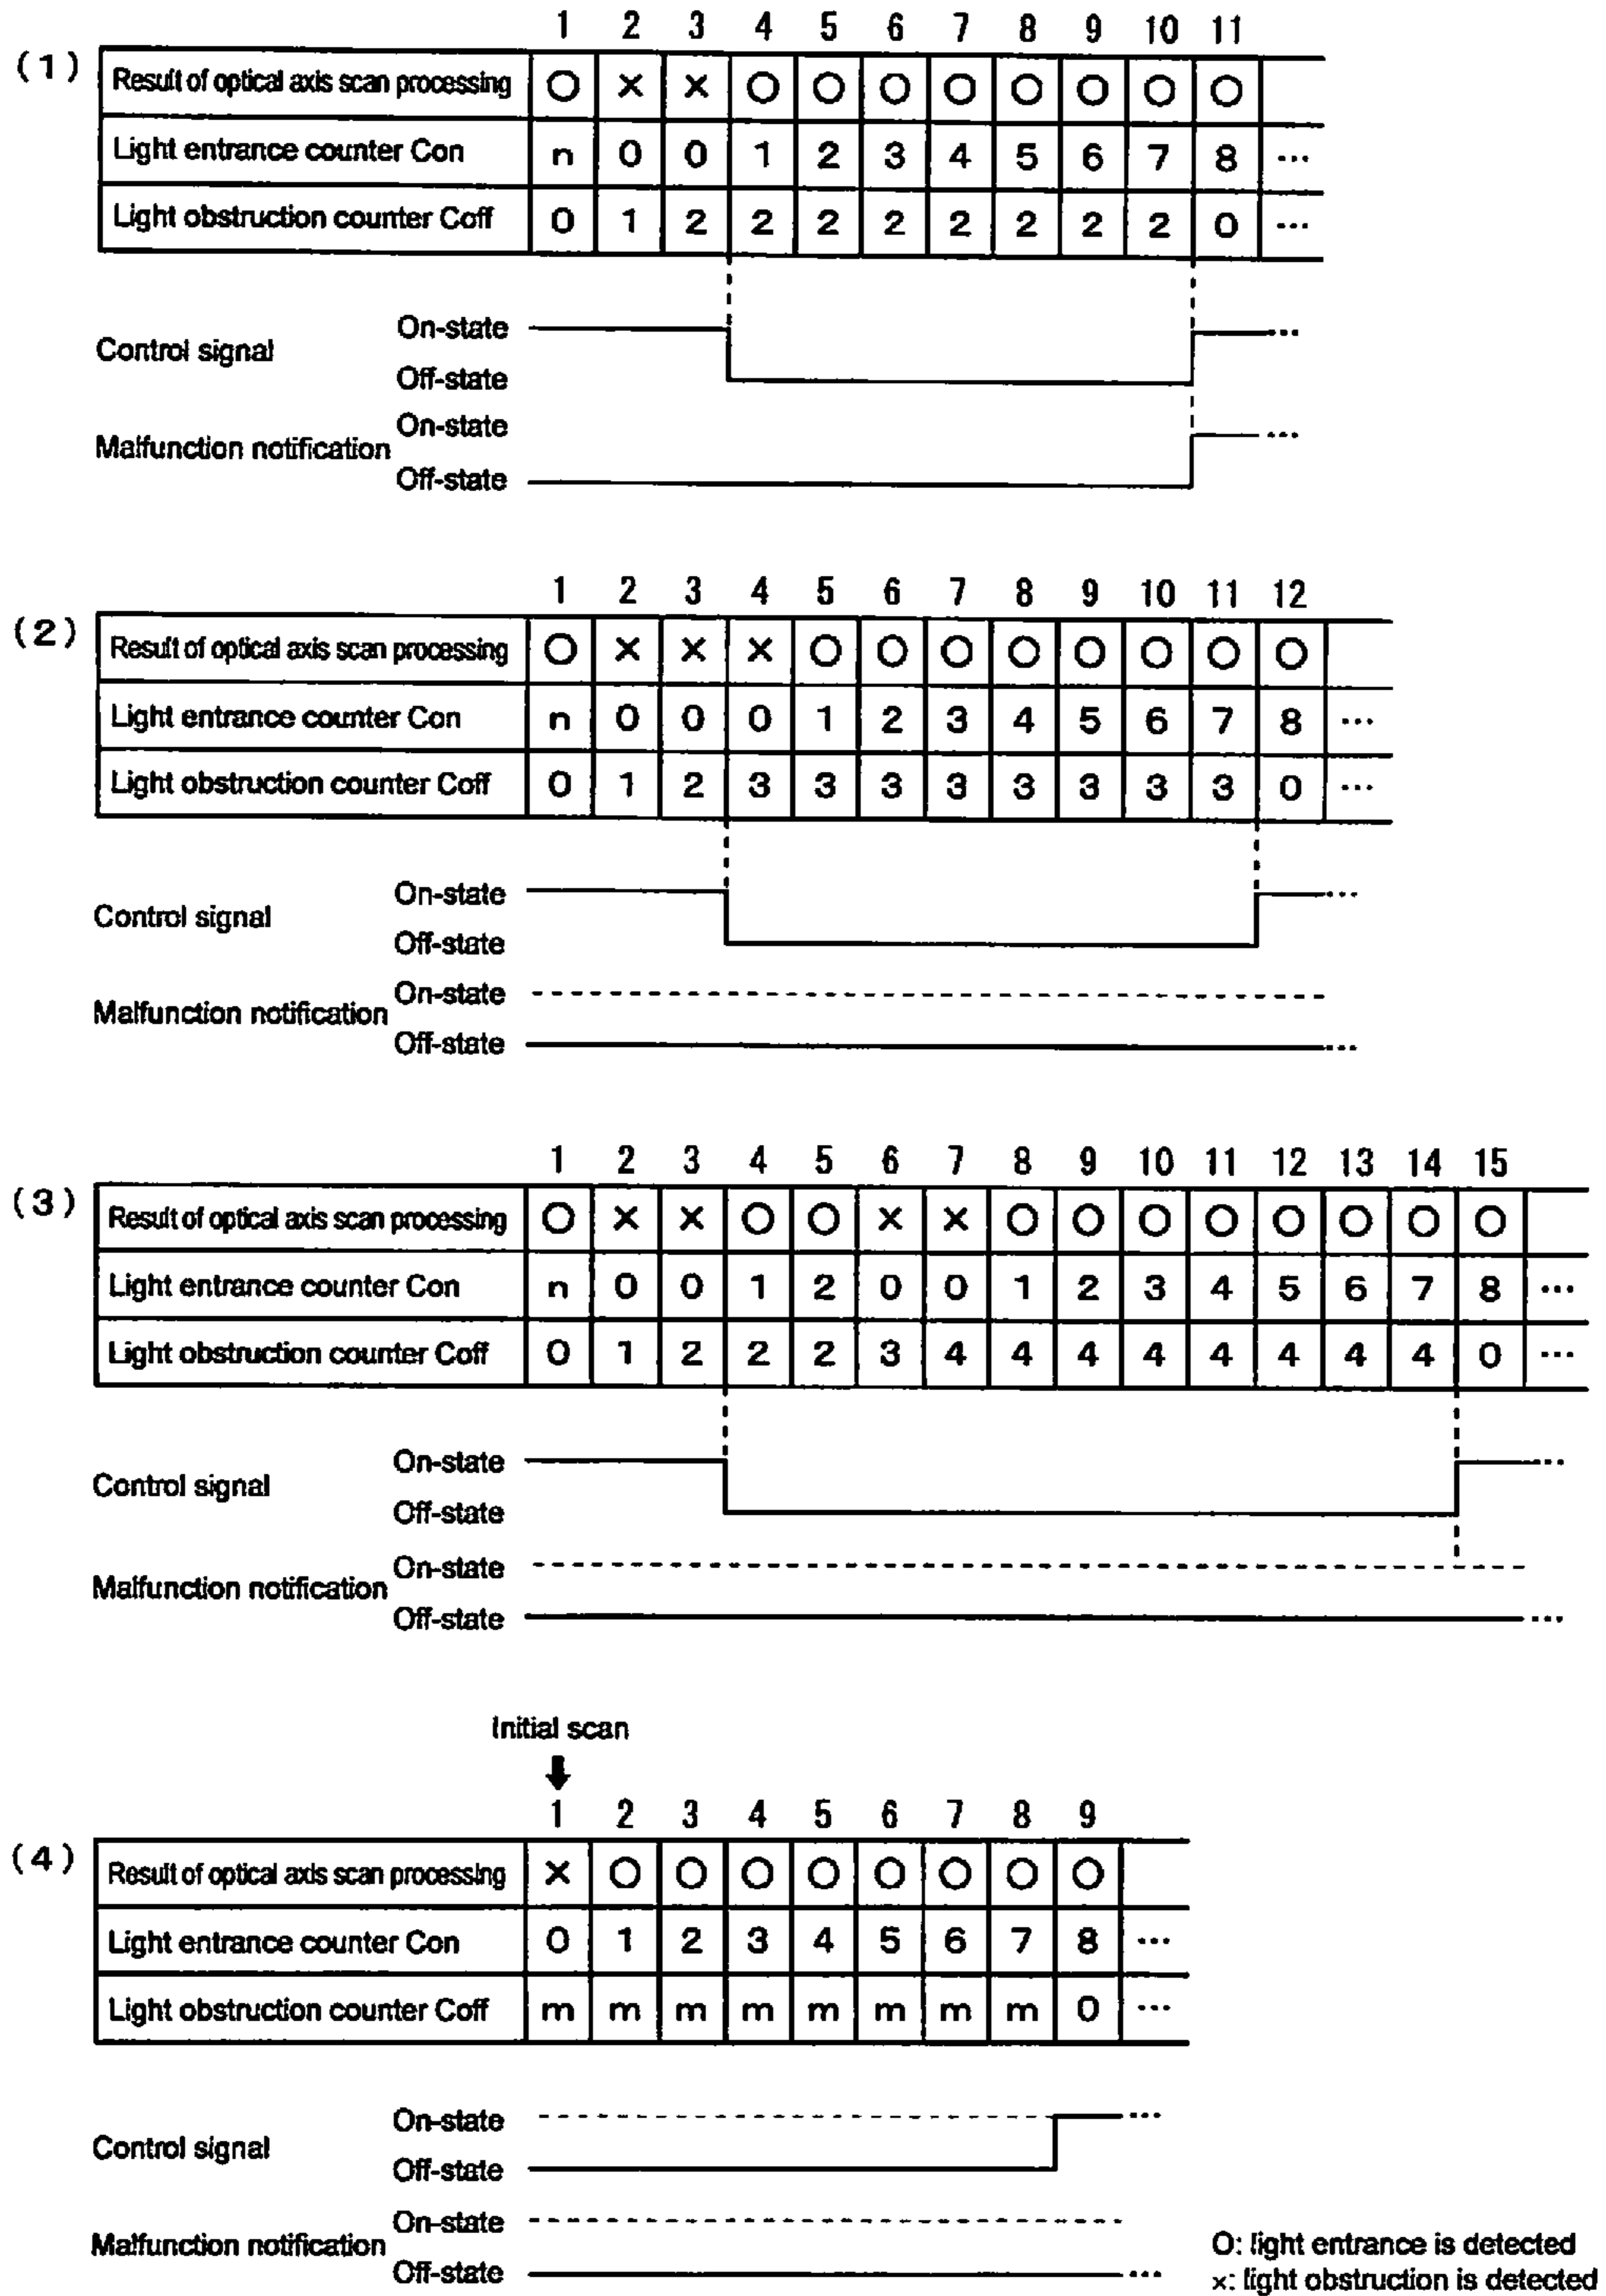 1 2 3 4 5 6 7 8 9 10 11
(1)
Result of optical axis scan processing O × × O O O O O O O O
Light entrance counter Con n 0 0 1 2 3 4 5 6 7 8 ...
Light obstruction counter Coff 0 1 2 2 2 2 2 2 2 2 0 ...
Control signal
On-state ...
Off-state
Malfunction notification
On-state ...
Off-state
1 2 3 4 5 6 7 8 9 10 11 12
(2)
Result of optical axis scan processing O × × × O O O O O O O O
Light entrance counter Con n 0 0 0 1 2 3 4 5 6 7 8 ...
Light obstruction counter Coff 0 1 2 3 3 3 3 3 3 3 3 0 ...
Control signal
On-state ...
Off-state
Malfunction notification
On-state
Off-state ...
1 2 3 4 5 6 7 8 9 10 11 12 13 14 15
(3)
Result of optical axis scan processing O × × O O × × O O O O O O O O
Light entrance counter Con n 0 0 1 2 0 0 1 2 3 4 5 6 7 8 ...
Light obstruction counter Coff 0 1 2 2 2 3 4 4 4 4 4 4 4 4 0 ...
Control signal
On-state ...
Off-state
Malfunction notification
On-state
Off-state ...
Initial scan
1 2 3 4 5 6 7 8 9
(4)
Result of optical axis scan processing × O O O O O O O O
Light entrance counter Con 0 1 2 3 4 5 6 7 8 ...
Light obstruction counter Coff m m m m m m m m 0 ...
Control signal
On-state ...
Off-state
Malfunction notification
On-state
Off-state ...
O: light entrance is detected
×: light obstruction is detected